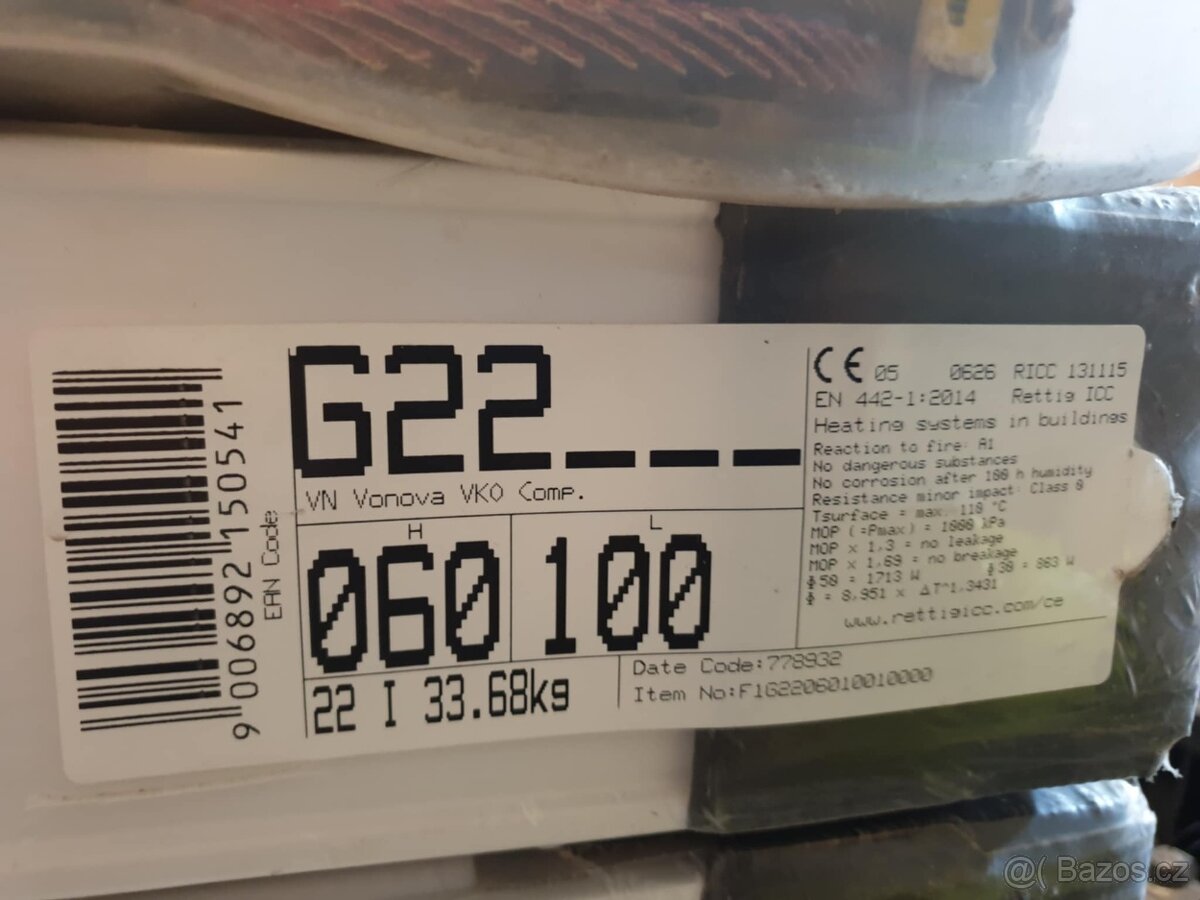 9 006892 150541
EAN Code
G22___
VN Vonova VKO Comp.
H
060
L
100
22 I 33.68kg
Date Code:778932
Item No:F1G2206010010000
CE 05 0626 RICC 131115
EN 442-1:2014 Rettig ICC
Heating systems in buildings
Reaction to fire: A1
No dangerous substances
No corrosion after 100 h humidity
Resistance minor impact: Class 0
Tsurface = max. 110 °C
MOP (=Pmax) = 1000 kPa
MOP x 1,3 = no leakage
MOP x 1,69 = no breakage
ϕ50 = 1713 W ϕ30 = 863 W
ϕ = 8,951 x ΔT^1,3431
www.rettigicc.com/ce
@( Bazos.cz